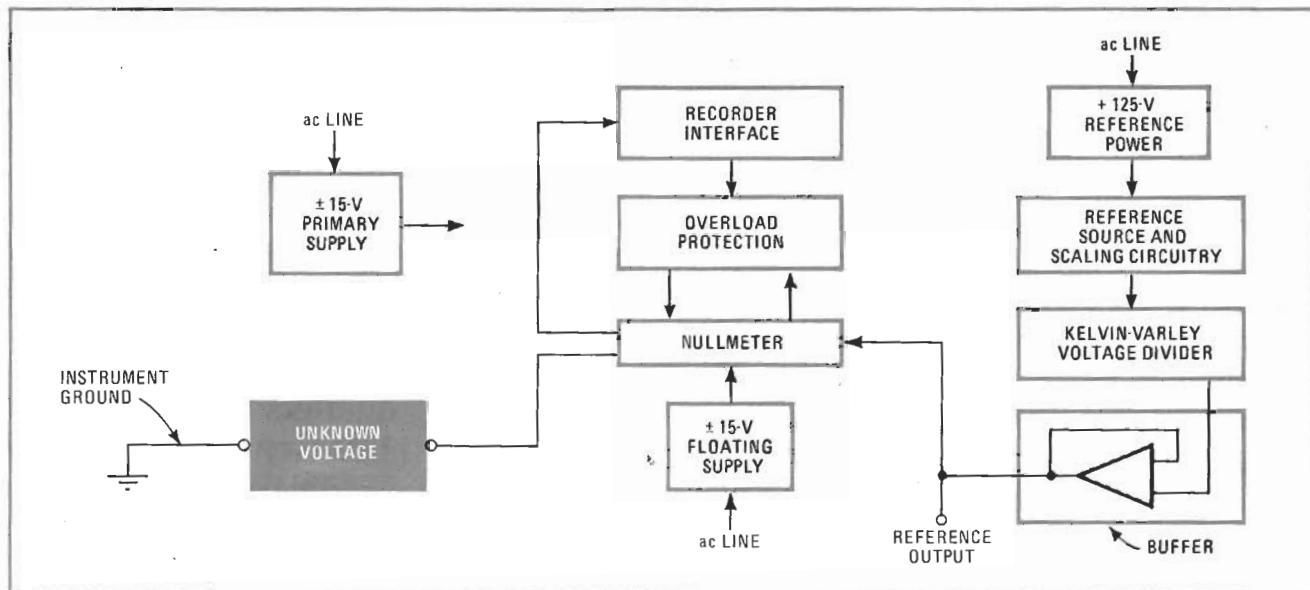 ac LINE
± 15-V
PRIMARY
SUPPLY
INSTRUMENT
GROUND
UNKNOWN
VOLTAGE
RECORDER
INTERFACE
OVERLOAD
PROTECTION
NULLMETER
± 15-V
FLOATING
SUPPLY
ac LINE
ac LINE
+ 125-V
REFERENCE
POWER
REFERENCE
SOURCE AND
SCALING CIRCUITRY
KELVIN-VARLEY
VOLTAGE DIVIDER
REFERENCE
OUTPUT
BUFFER